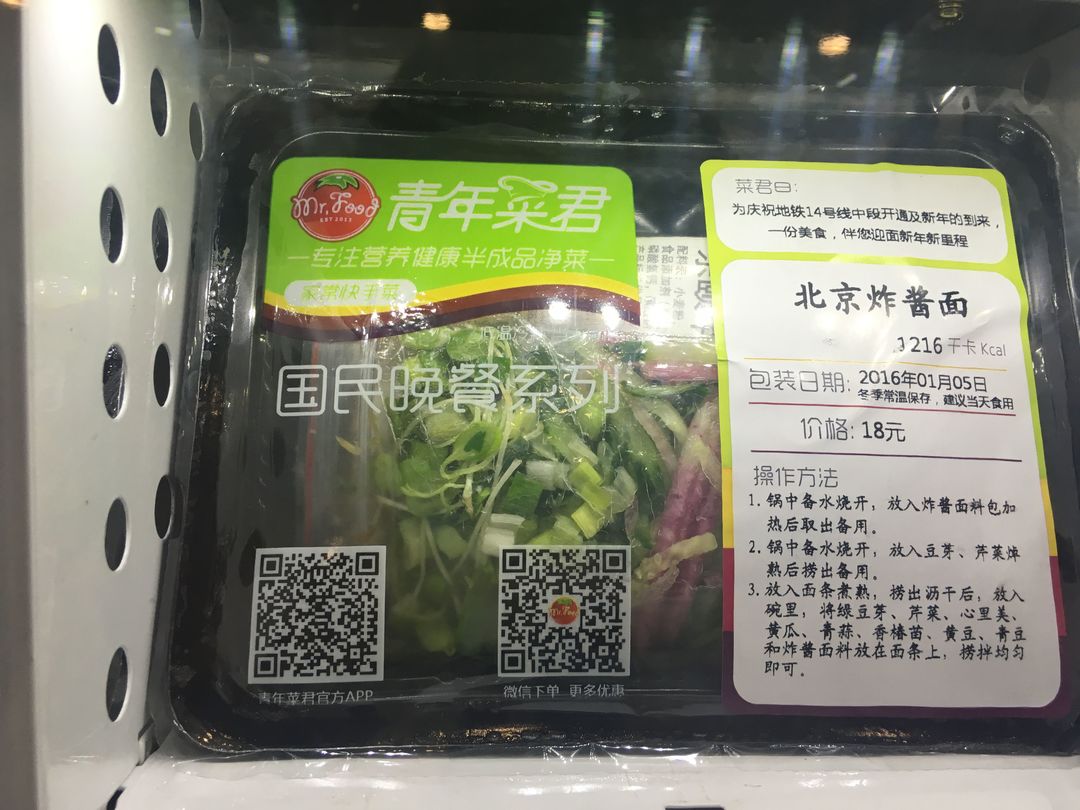 Mr. Food
EST 2013
青年菜君
专注营养健康半成品净菜
家常快手菜
低温
国民晚餐系列
青年菜君官方APP
Mr.Food
微信下单 更多优惠
菜君曰:
为庆祝地铁14号线中段开通及新年的到来,
一份美食,伴您迎面新年新里程
北京炸酱面
1216 千卡 Kcal
包装日期: 2016年01月05日
冬季常温保存,建议当天食用
价格: 18元
操作方法
1. 锅中备水烧开,放入炸酱面料包加
热后取出备用。
2. 锅中备水烧开,放入豆芽、芹菜焯
熟后捞出备用。
3. 放入面条煮熟,捞出沥干后,放入
碗里,将绿豆芽、芹菜、心里美、
黄瓜、青蒜、香椿苗、黄豆、青豆
和炸酱面料放在面条上,捞拌均匀
即可。